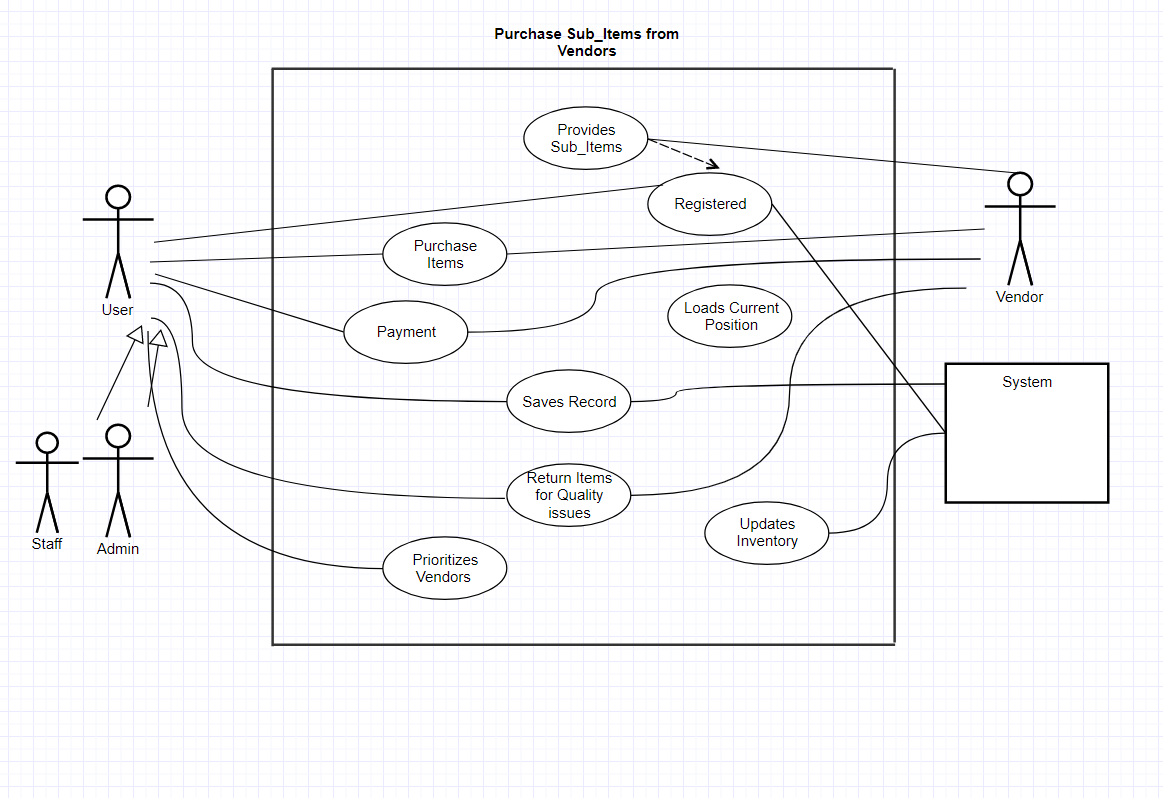 Purchase Sub_Items from
Vendors
Provides
Sub_Items
Registered
Purchase
Items
Vendor
User
Loads Current
Position
Payment
System
Saves Record
Return Items
for Quality
issues
Updates
Inventory
Staff
Admin
Prioritizes
Vendors